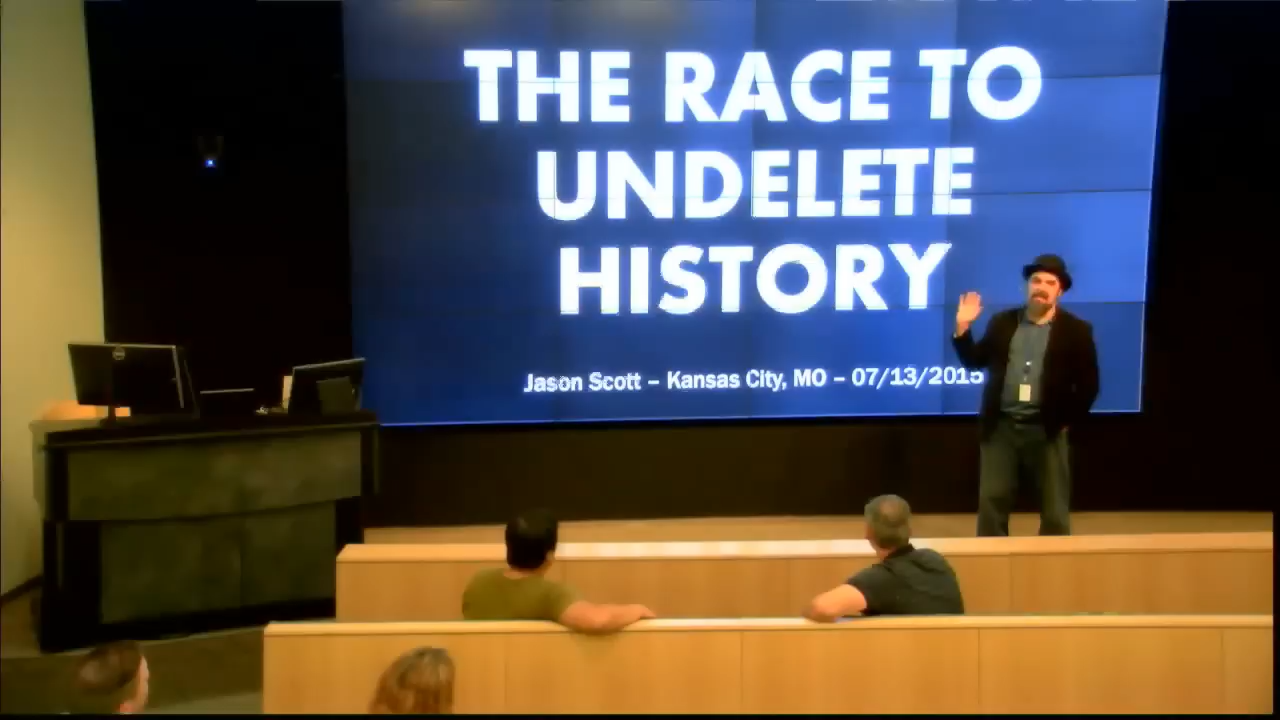 THE RACE TO
UNDELETE
HISTORY
Jason Scott – Kansas City, MO – 07/13/2015